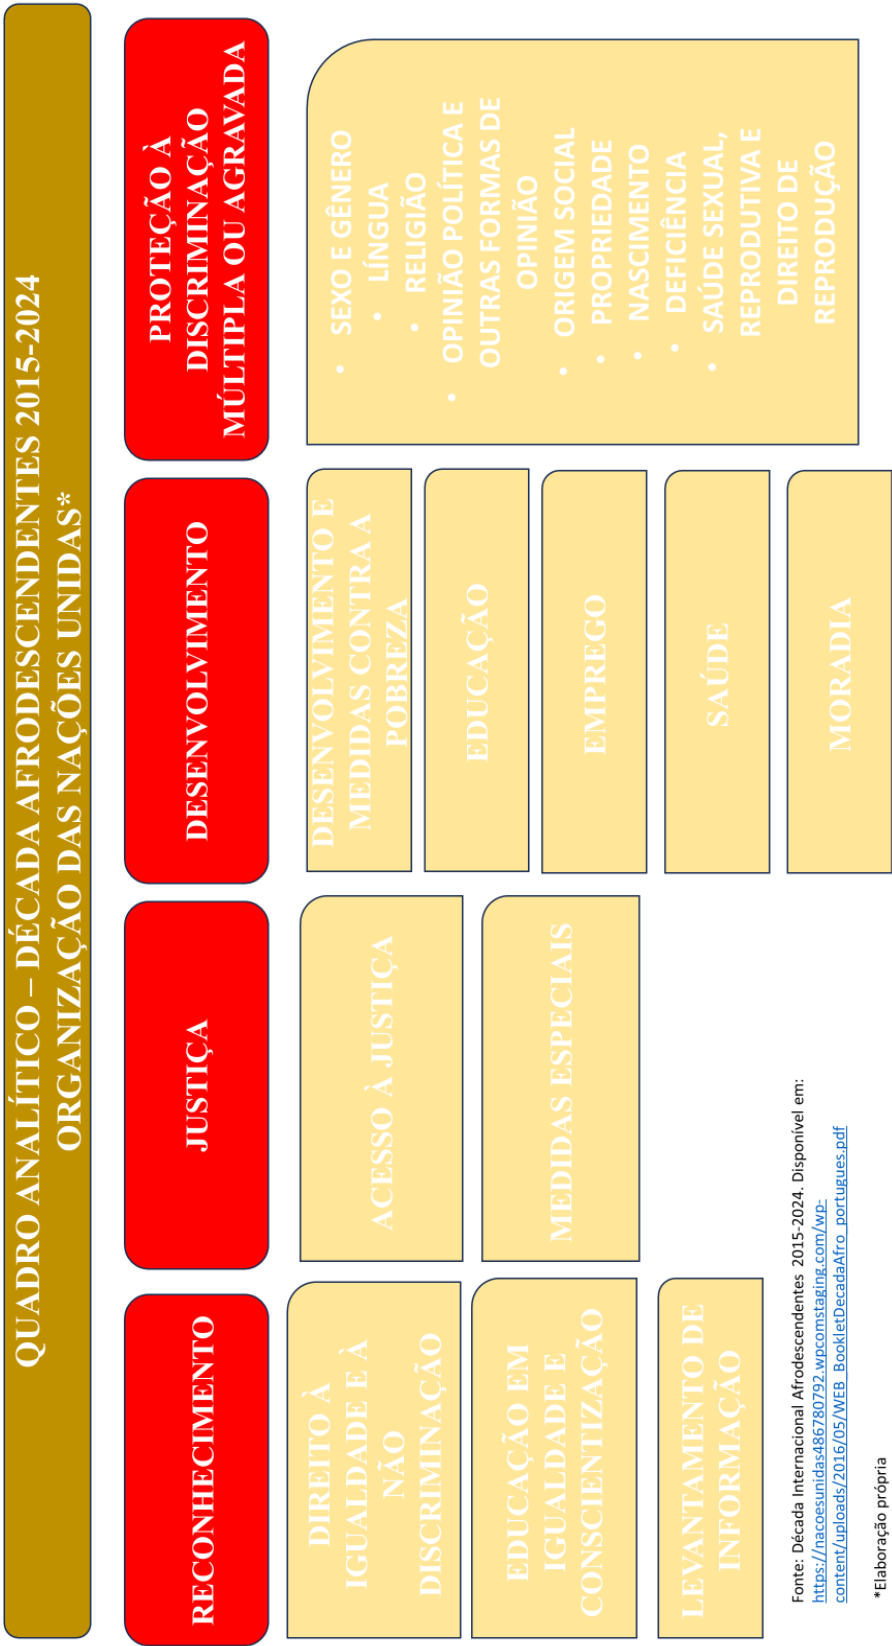 QUADRO ANALÍTICO – DÉCADA AFRODESCENDENTES 2015-2024
ORGANIZAÇÃO DAS NAÇÕES UNIDAS*
RECONHECIMENTO
DIREITO À
IGUALDADE E À
NÃO
DISCRIMINAÇÃO
EDUCAÇÃO EM
IGUALDADE E
CONSCIENTIZAÇÃO
LEVANTAMENTO DE
INFORMAÇÃO
JUSTIÇA
ACESSO À JUSTIÇA
MEDIDAS ESPECIAIS
DESENVOLVIMENTO
DESENVOLVIMENTO E
MEDIDAS CONTRA A
POBREZA
EDUCAÇÃO
EMPREGO
SAÚDE
MORADIA
PROTEÇÃO À
DISCRIMINAÇÃO
MÚLTIPLA OU AGRAVADA
• SEXO E GÊNERO
• LÍNGUA
• RELIGIÃO
• OPINIÃO POLÍTICA E
OUTRAS FORMAS DE
OPINIÃO
• ORIGEM SOCIAL
• PROPRIEDADE
• NASCIMENTO
• DEFICIÊNCIA
• SAÚDE SEXUAL,
REPRODUTIVA E
DIREITO DE
REPRODUÇÃO
Fonte: Década Internacional Afrodescendentes 2015-2024. Disponível em:
https://nacoesunidas486780792.wpcomstaging.com/wp-
content/uploads/2016/05/WEB_BookletDecadaAfro_portugues.pdf
*Elaboração própria